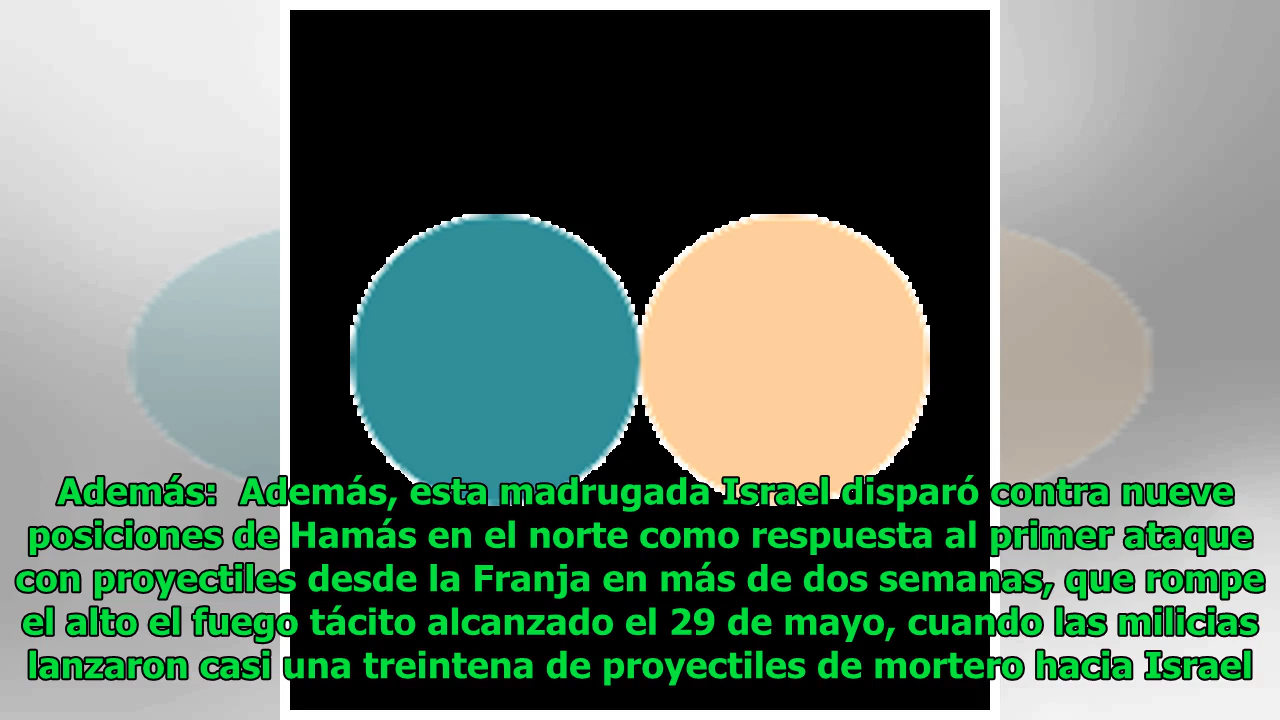 Además:  Además, esta madrugada Israel disparó contra nueve
posiciones de Hamás en el norte como respuesta al primer ataque
con proyectiles desde la Franja en más de dos semanas, que rompe
el alto el fuego tácito alcanzado el 29 de mayo, cuando las milicias
lanzaron casi una treintena de proyectiles de mortero hacia Israel